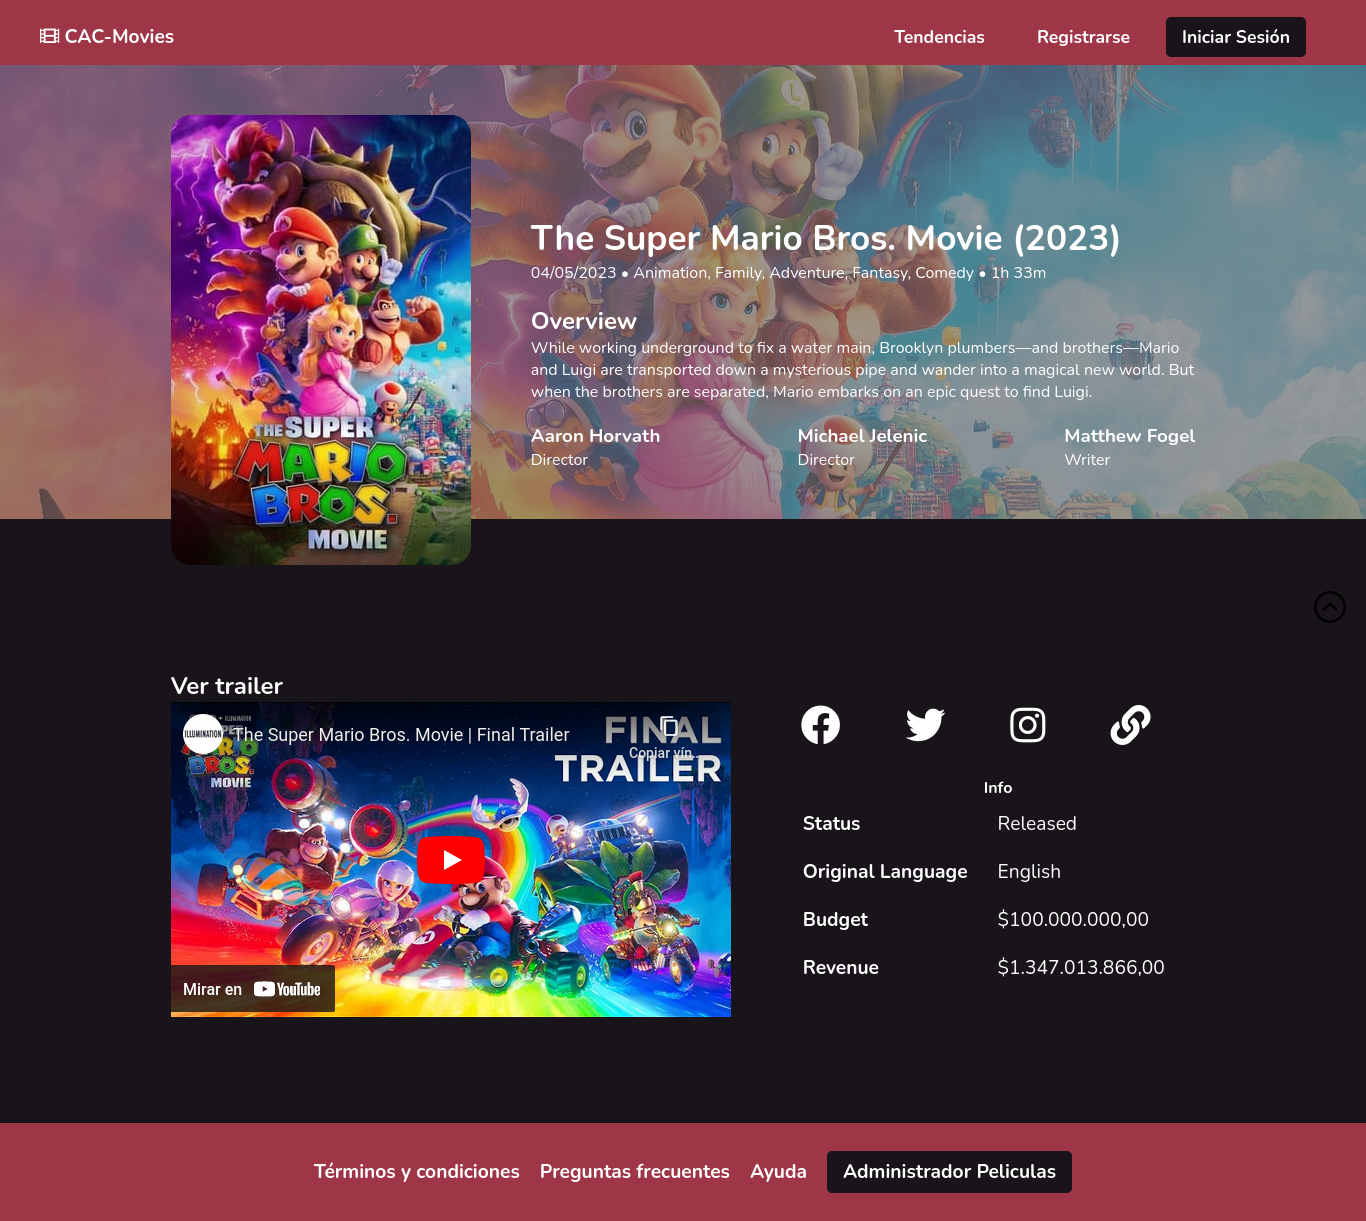 CAC-Movies
Tendencias
Registrarse
Iniciar Sesión
THE SUPER
MARIO
BROS.
MOVIE
The Super Mario Bros. Movie (2023)
04/05/2023 • Animation, Family, Adventure, Fantasy, Comedy • 1h 33m
Overview
While working underground to fix a water main, Brooklyn plumbers—and brothers—Mario
and Luigi are transported down a mysterious pipe and wander into a magical new world. But
when the brothers are separated, Mario embarks on an epic quest to find Luigi.
Aaron Horvath
Director
Michael Jelenic
Director
Matthew Fogel
Writer
Ver trailer
ILLUMINATION
The Super Mario Bros. Movie | Final Trailer
Copiar vín...
FINAL
TRAILER
SUPER
MARIO
BROS.
MOVIE
Mirar en YouTube
Info
Status Released
Original Language English
Budget $100.000.000,00
Revenue $1.347.013.866,00
Términos y condiciones
Preguntas frecuentes
Ayuda
Administrador Peliculas